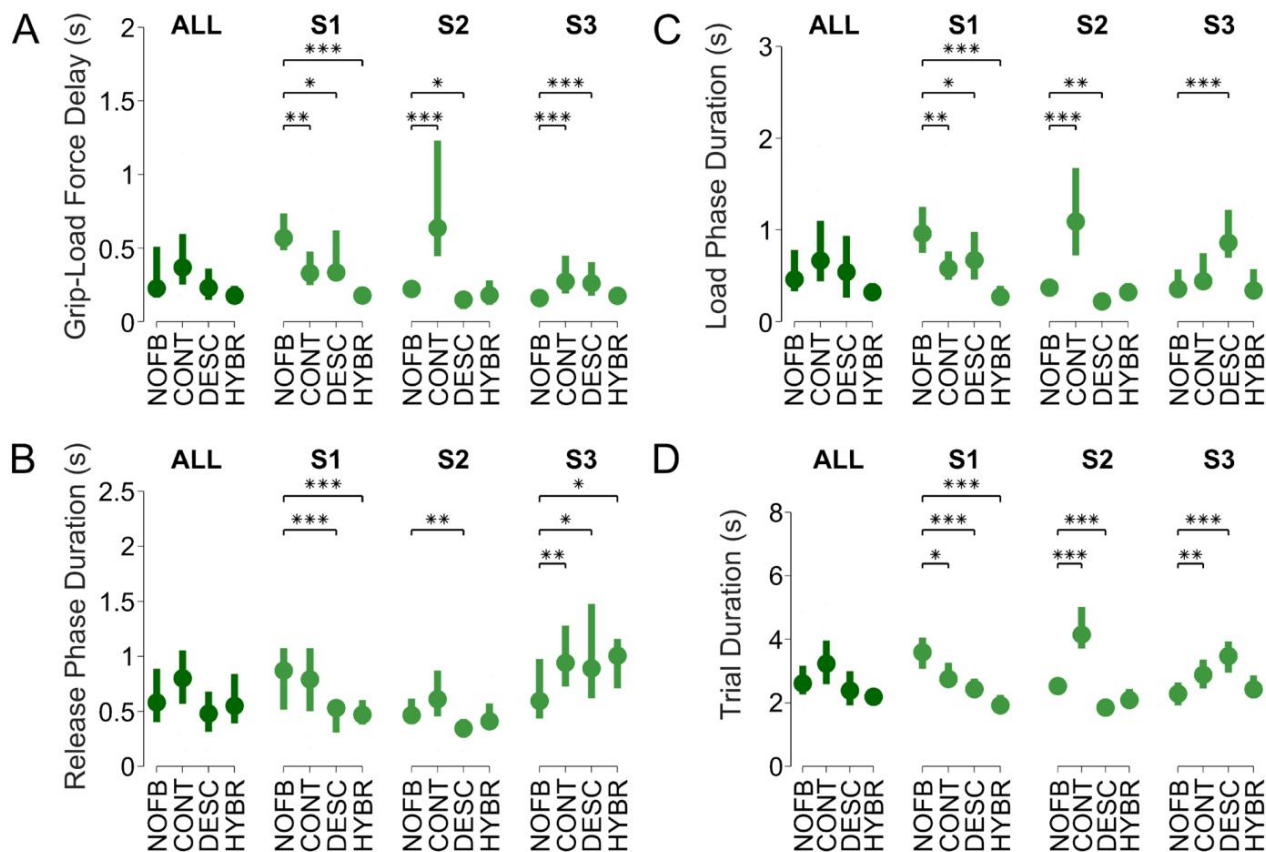 A
ALL S1 S2 S3
Grip-Load Force Delay (s)
2
1.5
1
0.5
0
*** 
* * ***
** *** ***
NOFB CONT DESC HYBR NOFB CONT DESC HYBR NOFB CONT DESC HYBR NOFB CONT DESC HYBR
C
ALL S1 S2 S3
Load Phase Duration (s)
3
2
1
0
***
* ** ***
** ***
NOFB CONT DESC HYBR NOFB CONT DESC HYBR NOFB CONT DESC HYBR NOFB CONT DESC HYBR
B
ALL S1 S2 S3
Release Phase Duration (s)
2.5
2
1.5
1
0.5
0
*** *
*** ** *
**
NOFB CONT DESC HYBR NOFB CONT DESC HYBR NOFB CONT DESC HYBR NOFB CONT DESC HYBR
D
ALL S1 S2 S3
Trial Duration (s)
8
6
4
2
0
***
*** *** ***
* *** **
NOFB CONT DESC HYBR NOFB CONT DESC HYBR NOFB CONT DESC HYBR NOFB CONT DESC HYBR